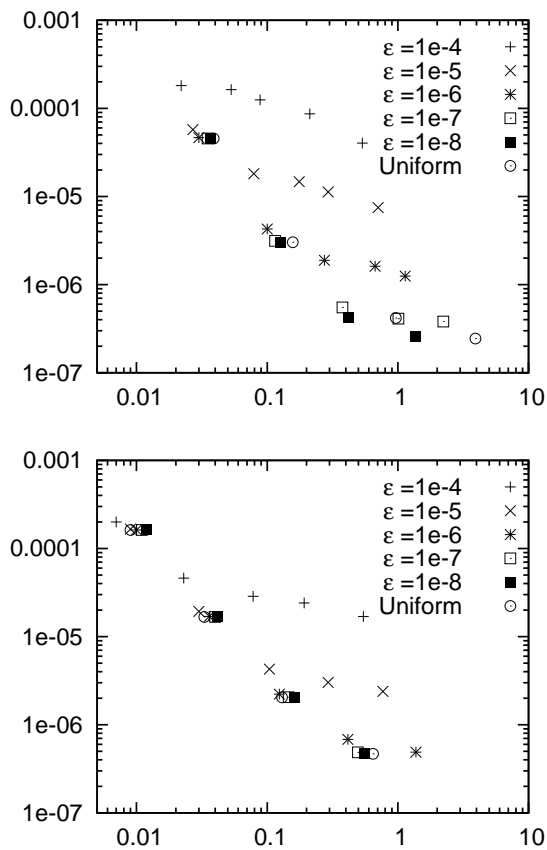 0.001
0.0001
1e-05
1e-06
1e-07
0.01 0.1 1 10
ε =1e-4
ε =1e-5
ε =1e-6
ε =1e-7
ε =1e-8
Uniform
0.001
0.0001
1e-05
1e-06
1e-07
0.01 0.1 1 10
ε =1e-4
ε =1e-5
ε =1e-6
ε =1e-7
ε =1e-8
Uniform